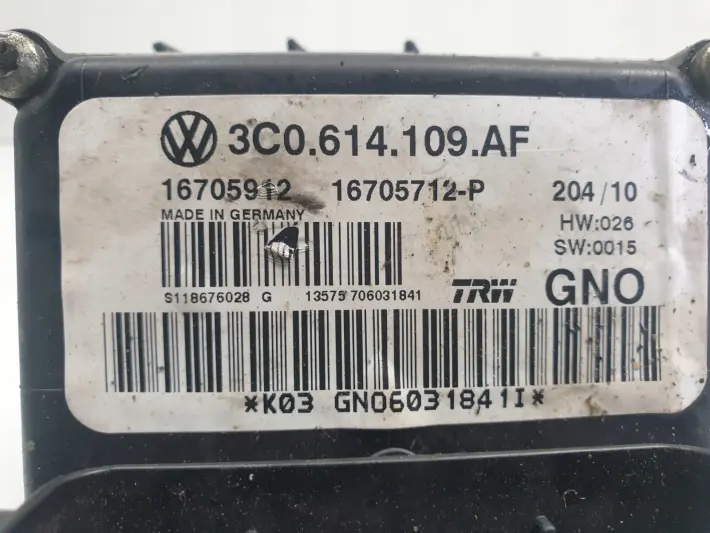 3C0.614.109.AF
16705912 16705712-P 204/10
MADE IN GERMANY HW:026
SW:0015
S118676028 G 13575 706031841 TRW GNO
*K03 GN06031841I*